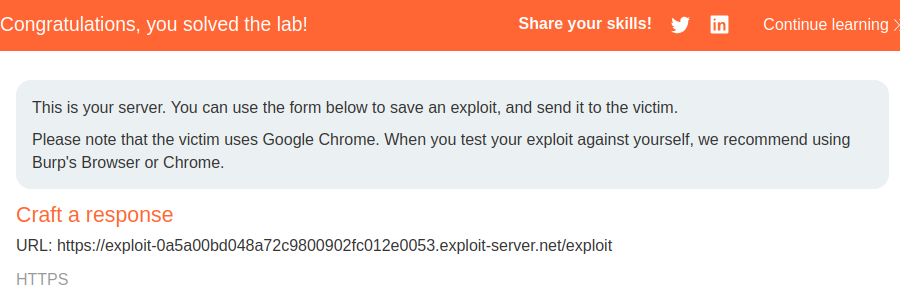 Congratulations, you solved the lab!
Share your skills!
Continue learning
This is your server. You can use the form below to save an exploit, and send it to the victim.
Please note that the victim uses Google Chrome. When you test your exploit against yourself, we recommend using
Burp's Browser or Chrome.
Craft a response
URL: https://exploit-0a5a00bd048a72c9800902fc012e0053.exploit-server.net/exploit
HTTPS